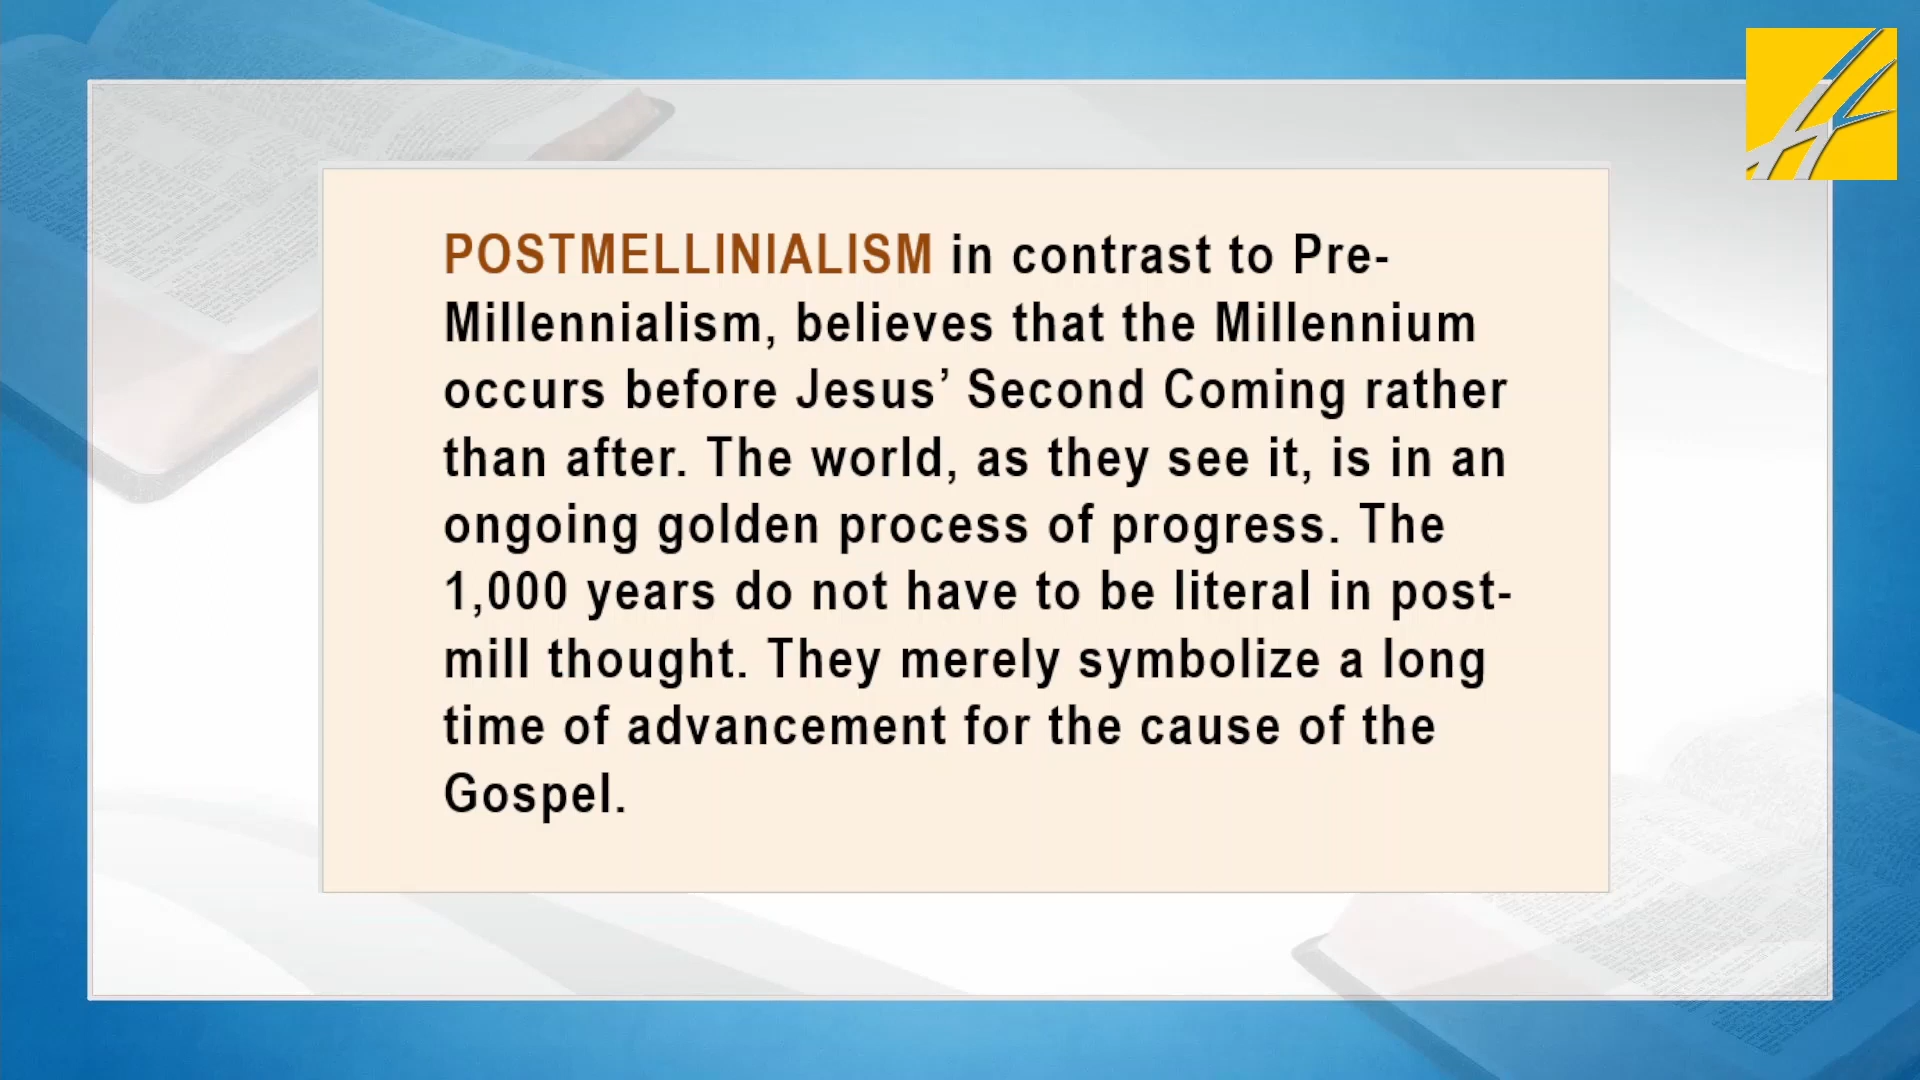 POSTMELLINIALISM in contrast to Pre-
Millennialism, believes that the Millennium
occurs before Jesus’ Second Coming rather
than after. The world, as they see it, is in an
ongoing golden process of progress. The
1,000 years do not have to be literal in post-
mill thought. They merely symbolize a long
time of advancement for the cause of the
Gospel.